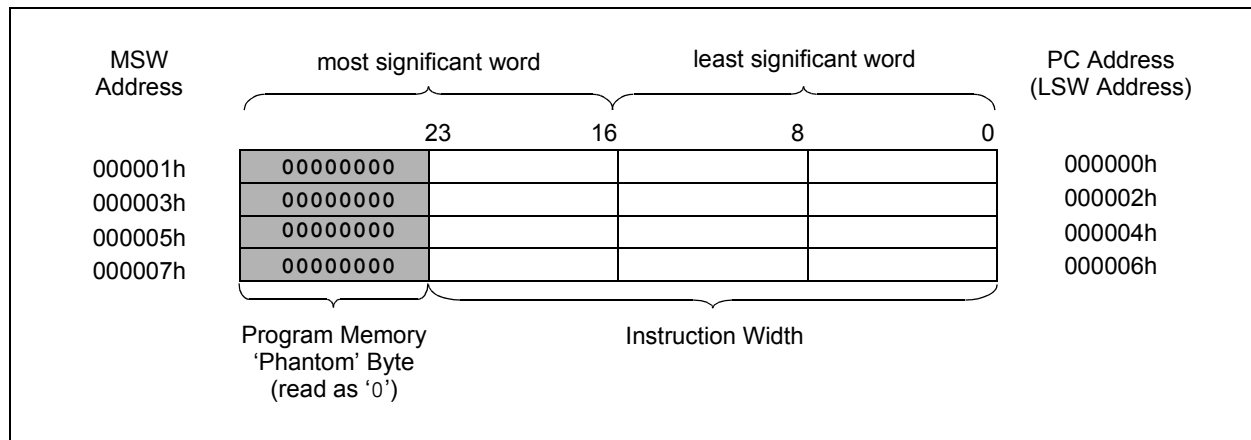 MSW
Address
most significant word
least significant word
PC Address
(LSW Address)
23 16 8 0
000001h 00000000 000000h
000003h 00000000 000002h
000005h 00000000 000004h
000007h 00000000 000006h
Program Memory
‘Phantom’ Byte
(read as ‘0’)
Instruction Width